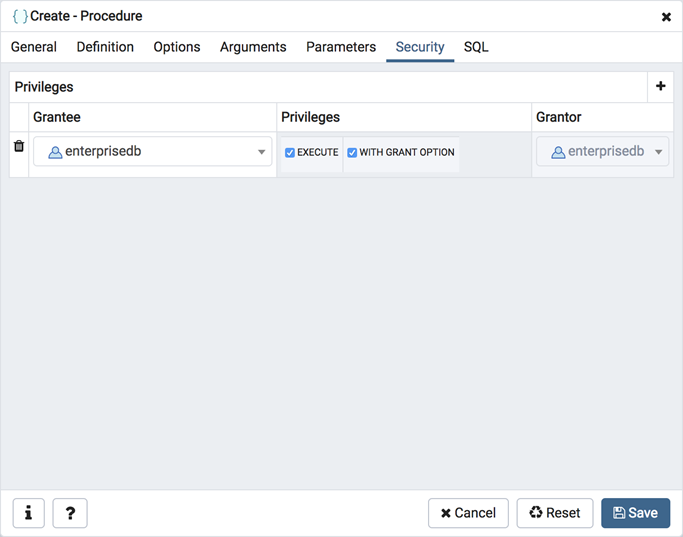 Create - Procedure
General Definition Options Arguments Parameters Security SQL
Privileges
Grantee Privileges Grantor
enterprisedb EXECUTE WITH GRANT OPTION enterprisedb
i ? Cancel Reset Save